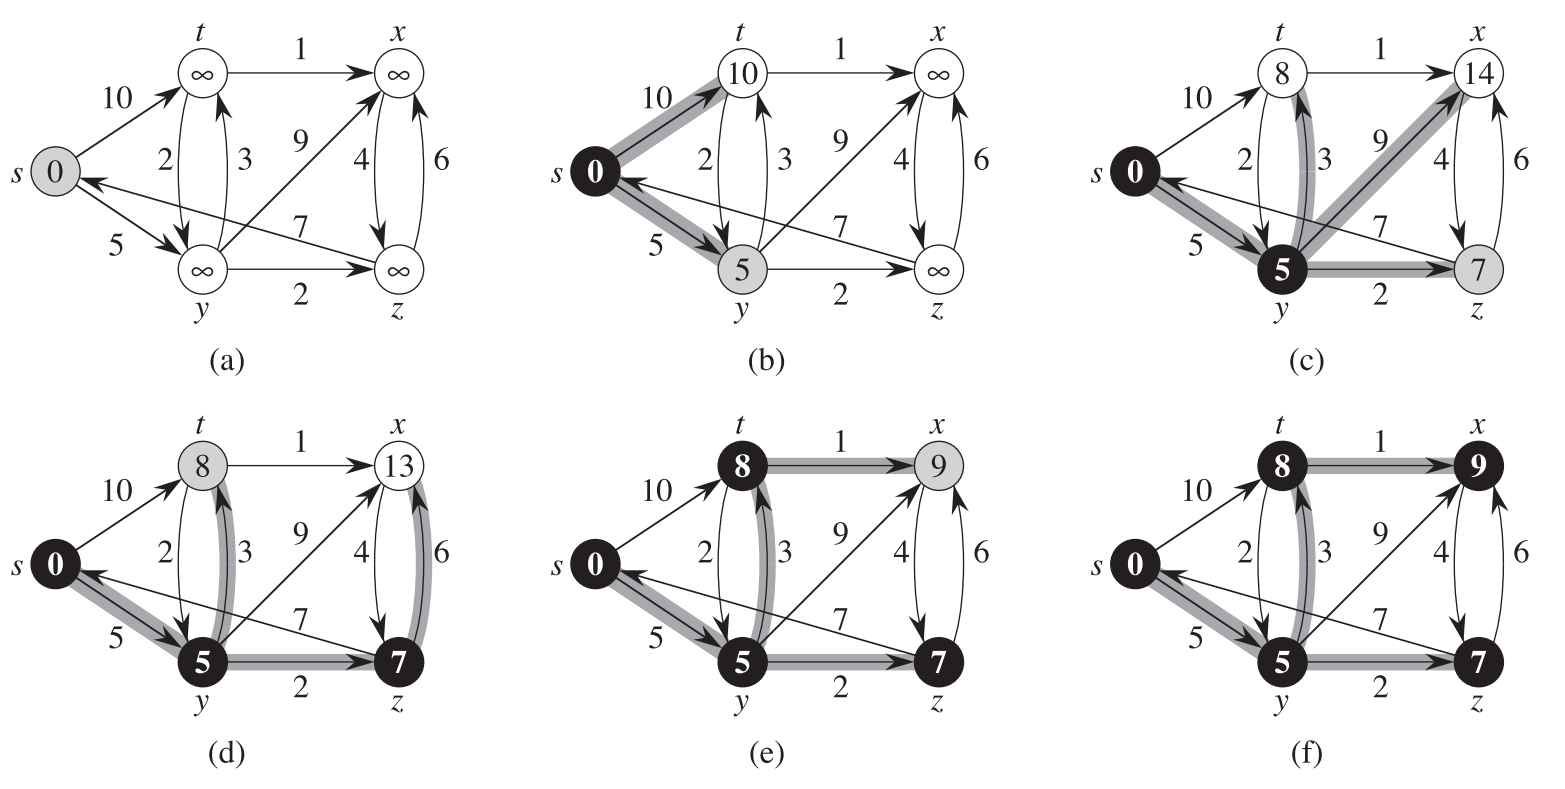 t x t x t x
1 1 1
∞ ∞ 10 ∞ 8 14
10 10 10
9 9 9
s 0 2 3 4 6 s 0 2 3 4 6 s 0 2 3 4 6
7 7 7
5 5 5
∞ ∞ 5 ∞ 5 7
2 2 2
y z y z y z
(a) (b) (c)
t x t x t x
1 1 1
8 13 8 9 8 9
10 10 10
9 9 9
s 0 2 3 4 6 s 0 2 3 4 6 s 0 2 3 4 6
7 7 7
5 5 5
5 7 5 7 5 7
2 2 2
y z y z y z
(d) (e) (f)